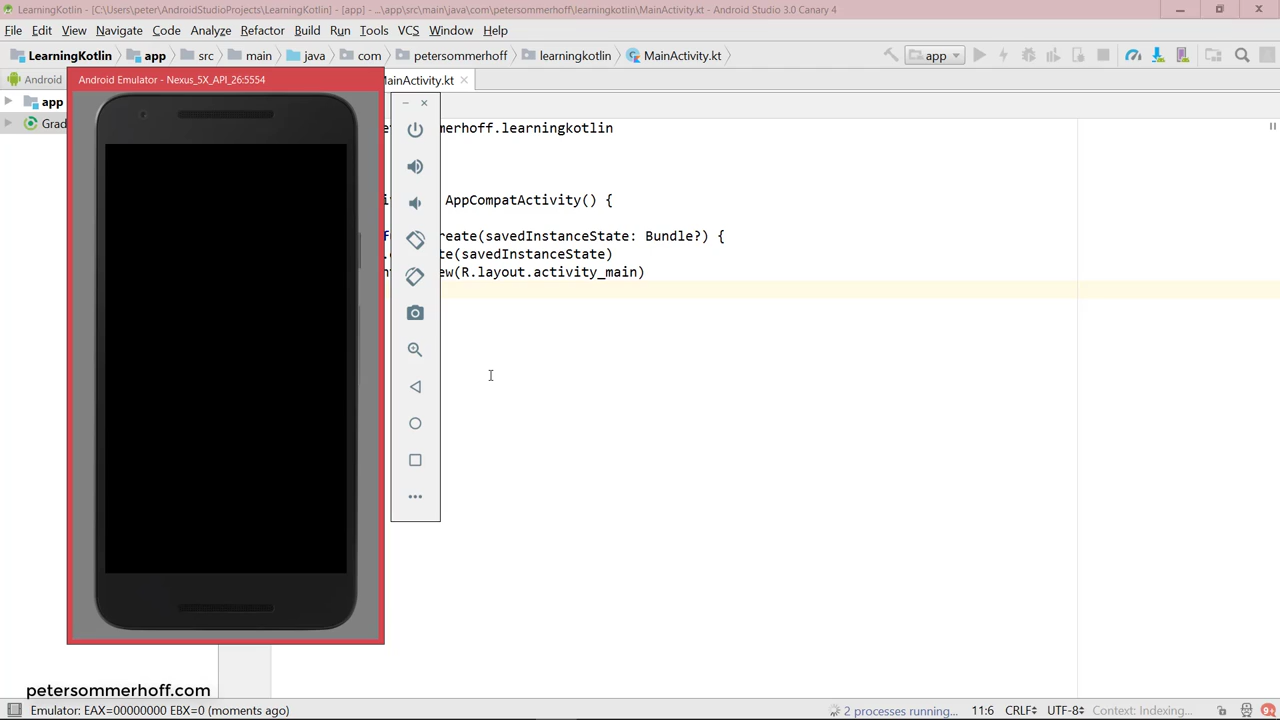 LearningKotlin - [C:\Users\peter\AndroidStudioProjects\LearningKotlin] - [app] - ...\app\src\main\java\com\petersommerhoff\learningkotlin\MainActivity.kt - Android Studio 3.0 Canary 4
File Edit View Navigate Code Analyze Refactor Build Run Tools VCS Window Help
LearningKotlin app src main java com petersommerhoff learningkotlin MainActivity.kt app
Android Android Emulator - Nexus_5X_API_26:5554 MainActivity.kt
app
Grad
mmerhoff.learningkotlin
AppCompatActivity() {
reate(savedInstanceState: Bundle?) {
te(savedInstanceState)
ew(R.layout.activity_main)
petersommerhoff.com
Emulator: EAX=00000000 EBX=0 (moments ago) 2 processes running... 11:6 CRLF UTF-8 Context: Indexing... 9+